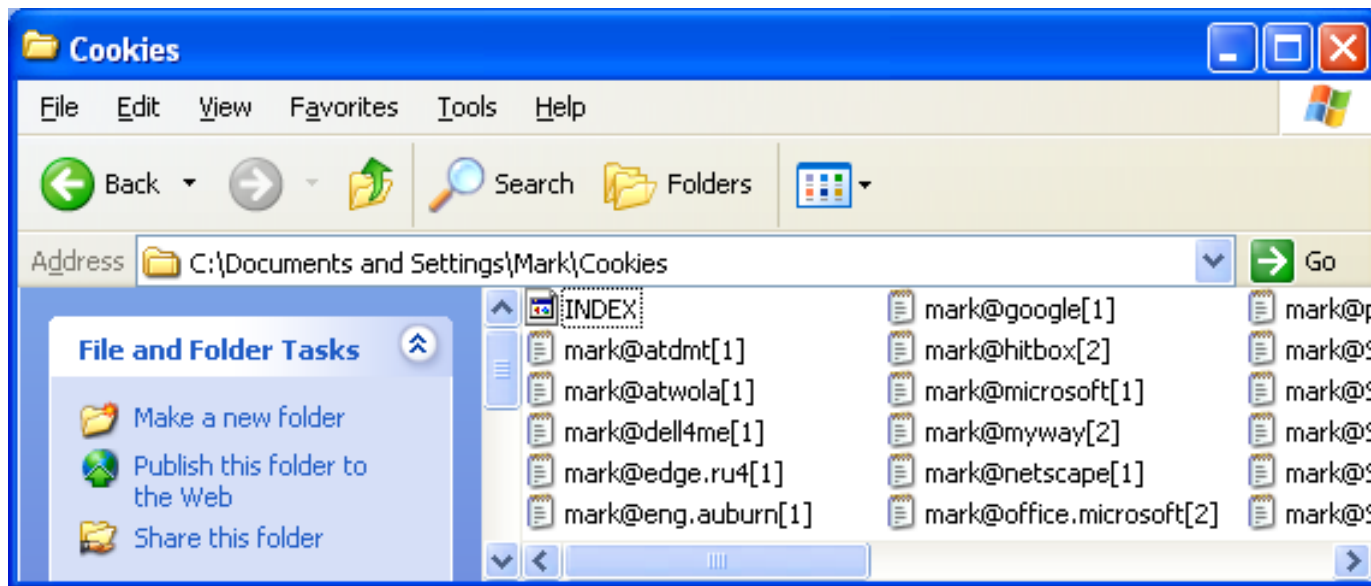 Cookies
File Edit View Favorites Tools Help
Back Search Folders
Address C:\Documents and Settings\Mark\Cookies Go
File and Folder Tasks
Make a new folder
Publish this folder to
the Web
Share this folder
INDEX
mark@atdmt[1]
mark@atwola[1]
mark@dell4me[1]
mark@edge.ru4[1]
mark@eng.auburn[1]
mark@google[1]
mark@hitbox[2]
mark@microsoft[1]
mark@myway[2]
mark@netscape[1]
mark@office.microsoft[2]